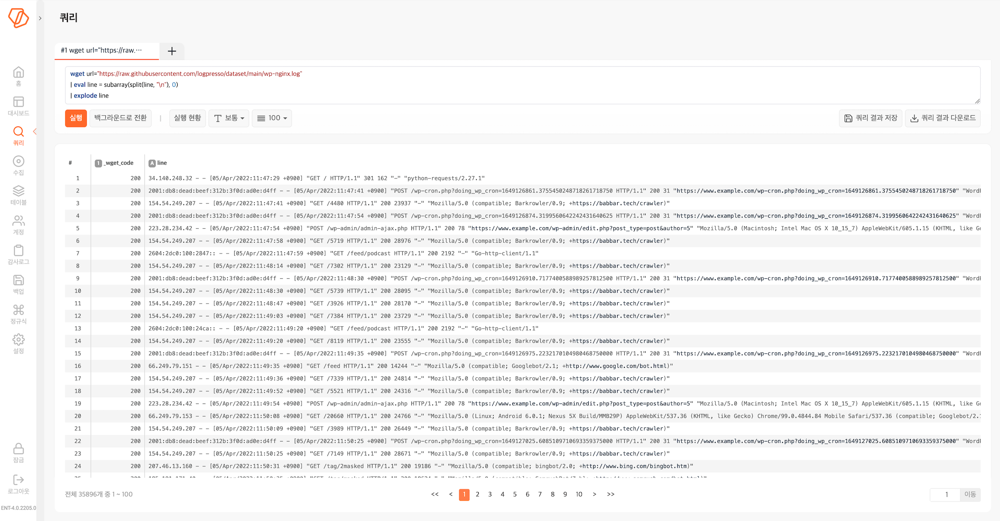 쿼리
#1 wget url="https://raw.···
+
wget url="https://raw.githubusercontent.com/logpresso/dataset/main/wp-nginx.log"
| eval line = subarray(split(line, "\n"), 0)
| explode line
실행 백그라운드로 전환 | 실행 현황 보통 100 쿼리 결과 저장 쿼리 결과 다운로드
홈
대시보드
쿼리
수집
테이블
계정
감사로그
백업
정규식
설정
잠금
로그아웃
ENT-4.0.2205.0
# 1 _wget_code A line
1 200 34.140.248.32 - - [05/Apr/2022:11:47:29 +0900] "GET / HTTP/1.1" 301 162 "-" "python-requests/2.27.1"
2 200 2001:db8:dead:beef:312b:3f0d:ad0e:d4ff - - [05/Apr/2022:11:47:41 +0900] "POST /wp-cron.php?doing_wp_cron=1649126861.3755450248718261718750 HTTP/1.1" 200 31 "https://www.example.com/wp-cron.php?doing_wp_cron=1649126861.3755450248718261718750" "WordP
3 200 154.54.249.207 - - [05/Apr/2022:11:47:41 +0900] "GET /4480 HTTP/1.1" 200 23937 "-" "Mozilla/5.0 (compatible; Barkrowler/0.9; +https://babbar.tech/crawler)"
4 200 2001:db8:dead:beef:312b:3f0d:ad0e:d4ff - - [05/Apr/2022:11:47:54 +0900] "POST /wp-cron.php?doing_wp_cron=1649126874.3199560642242431640625 HTTP/1.1" 200 31 "https://www.example.com/wp-cron.php?doing_wp_cron=1649126874.3199560642242431640625" "WordP
5 200 223.28.234.42 - - [05/Apr/2022:11:47:54 +0900] "POST /wp-admin/admin-ajax.php HTTP/1.1" 200 78 "https://www.example.com/wp-admin/edit.php?post_type=post&author=5" "Mozilla/5.0 (Macintosh; Intel Mac OS X 10_15_7) AppleWebKit/605.1.15 (KHTML, like Ge
6 200 154.54.249.207 - - [05/Apr/2022:11:47:58 +0900] "GET /5719 HTTP/1.1" 200 28976 "-" "Mozilla/5.0 (compatible; Barkrowler/0.9; +https://babbar.tech/crawler)"
7 200 2604:2dc0:100:2847:: - - [05/Apr/2022:11:47:59 +0900] "GET /feed/podcast HTTP/1.1" 200 2192 "-" "Go-http-client/1.1"
8 200 154.54.249.207 - - [05/Apr/2022:11:48:14 +0900] "GET /7302 HTTP/1.1" 200 23129 "-" "Mozilla/5.0 (compatible; Barkrowler/0.9; +https://babbar.tech/crawler)"
9 200 2001:db8:dead:beef:312b:3f0d:ad0e:d4ff - - [05/Apr/2022:11:48:30 +0900] "POST /wp-cron.php?doing_wp_cron=1649126910.7177400588989257812500 HTTP/1.1" 200 31 "https://www.example.com/wp-cron.php?doing_wp_cron=1649126910.7177400588989257812500" "WordP
10 200 154.54.249.207 - - [05/Apr/2022:11:48:30 +0900] "GET /5739 HTTP/1.1" 200 28095 "-" "Mozilla/5.0 (compatible; Barkrowler/0.9; +https://babbar.tech/crawler)"
11 200 154.54.249.207 - - [05/Apr/2022:11:48:47 +0900] "GET /3926 HTTP/1.1" 200 28170 "-" "Mozilla/5.0 (compatible; Barkrowler/0.9; +https://babbar.tech/crawler)"
12 200 154.54.249.207 - - [05/Apr/2022:11:49:03 +0900] "GET /7384 HTTP/1.1" 200 23729 "-" "Mozilla/5.0 (compatible; Barkrowler/0.9; +https://babbar.tech/crawler)"
13 200 2604:2dc0:100:24ca:: - - [05/Apr/2022:11:49:20 +0900] "GET /feed/podcast HTTP/1.1" 200 2192 "-" "Go-http-client/1.1"
14 200 154.54.249.207 - - [05/Apr/2022:11:49:20 +0900] "GET /8119 HTTP/1.1" 200 23555 "-" "Mozilla/5.0 (compatible; Barkrowler/0.9; +https://babbar.tech/crawler)"
15 200 2001:db8:dead:beef:312b:3f0d:ad0e:d4ff - - [05/Apr/2022:11:49:35 +0900] "POST /wp-cron.php?doing_wp_cron=1649126975.2232170104980468750000 HTTP/1.1" 200 31 "https://www.example.com/wp-cron.php?doing_wp_cron=1649126975.2232170104980468750000" "WordP
16 200 66.249.79.151 - - [05/Apr/2022:11:49:35 +0900] "GET /feed HTTP/1.1" 200 14244 "-" "Mozilla/5.0 (compatible; Googlebot/2.1; +http://www.google.com/bot.html)"
17 200 154.54.249.207 - - [05/Apr/2022:11:49:36 +0900] "GET /7339 HTTP/1.1" 200 24814 "-" "Mozilla/5.0 (compatible; Barkrowler/0.9; +https://babbar.tech/crawler)"
18 200 154.54.249.207 - - [05/Apr/2022:11:49:52 +0900] "GET /5521 HTTP/1.1" 200 24316 "-" "Mozilla/5.0 (compatible; Barkrowler/0.9; +https://babbar.tech/crawler)"
19 200 223.28.234.42 - - [05/Apr/2022:11:49:54 +0900] "POST /wp-admin/admin-ajax.php HTTP/1.1" 200 78 "https://www.example.com/wp-admin/edit.php?post_type=post&author=5" "Mozilla/5.0 (Macintosh; Intel Mac OS X 10_15_7) AppleWebKit/605.1.15 (KHTML, like Ge
20 200 66.249.79.153 - - [05/Apr/2022:11:50:08 +0900] "GET /20660 HTTP/1.1" 200 24766 "-" "Mozilla/5.0 (Linux; Android 6.0.1; Nexus 5X Build/MMB29P) AppleWebKit/537.36 (KHTML, like Gecko) Chrome/99.0.4844.84 Mobile Safari/537.36 (compatible; Googlebot/2.1
21 200 154.54.249.207 - - [05/Apr/2022:11:50:09 +0900] "GET /3989 HTTP/1.1" 200 26449 "-" "Mozilla/5.0 (compatible; Barkrowler/0.9; +https://babbar.tech/crawler)"
22 200 2001:db8:dead:beef:312b:3f0d:ad0e:d4ff - - [05/Apr/2022:11:50:25 +0900] "POST /wp-cron.php?doing_wp_cron=1649127025.6085109710693359375000 HTTP/1.1" 200 31 "https://www.example.com/wp-cron.php?doing_wp_cron=1649127025.6085109710693359375000" "WordP
23 200 154.54.249.207 - - [05/Apr/2022:11:50:25 +0900] "GET /7149 HTTP/1.1" 200 28671 "-" "Mozilla/5.0 (compatible; Barkrowler/0.9; +https://babbar.tech/crawler)"
24 200 207.46.13.160 - - [05/Apr/2022:11:50:31 +0900] "GET /tag/2masked HTTP/1.1" 200 19186 "-" "Mozilla/5.0 (compatible; bingbot/2.0; +http://www.bing.com/bingbot.htm)"
전체 35896개 중 1 ~ 100
<< < 1 2 3 4 5 6 7 8 9 10 > >>
1 이동